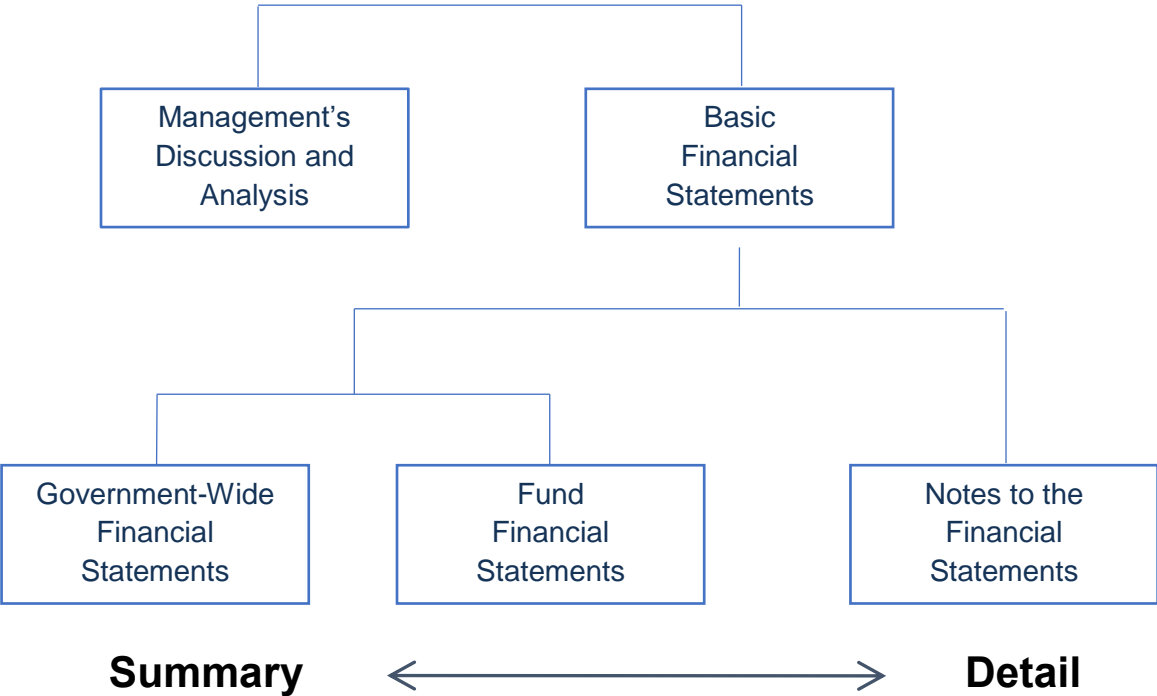 Management’s
Discussion and
Analysis
Basic
Financial
Statements
Government-Wide
Financial
Statements
Fund
Financial
Statements
Notes to the
Financial
Statements
Summary
Detail